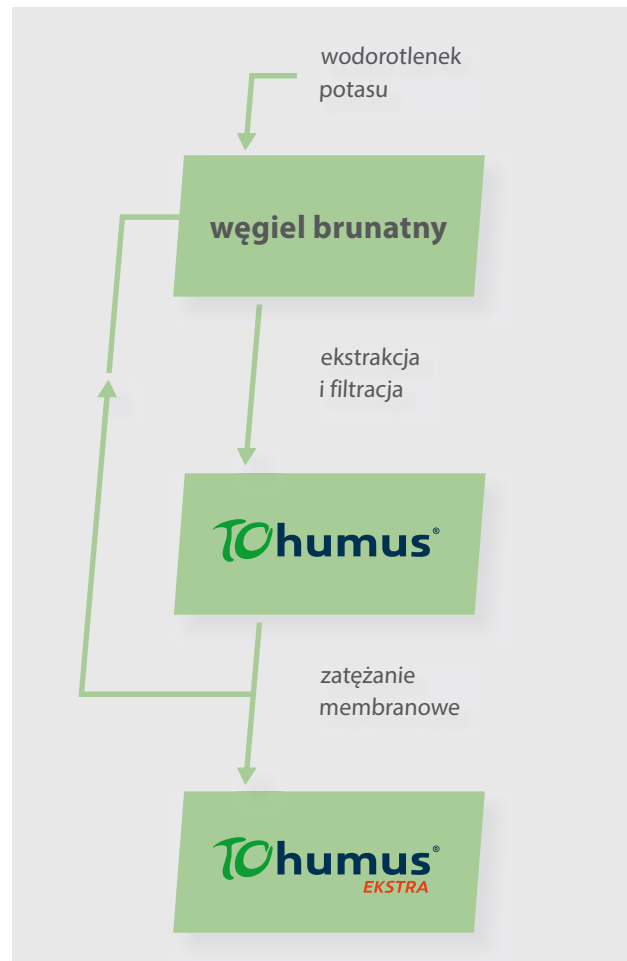 wodorotlenek
potasu
węgiel brunatny
ekstrakcja
i filtracja
TOhumus®
zatężanie
membranowe
TOhumus®
EKSTRA